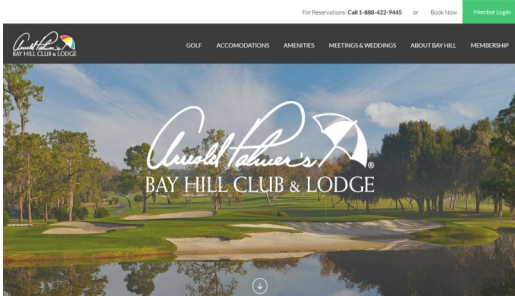 For Reservations: Call 1-888-422-9445 or Book Now Member Login
Arnold Palmer's
BAY HILL CLUB & LODGE
GOLF ACCOMODATIONS AMENITIES MEETINGS & WEDDINGS ABOUT BAY HILL MEMBERSHIP
Arnold Palmer's ®
BAY HILL CLUB & LODGE